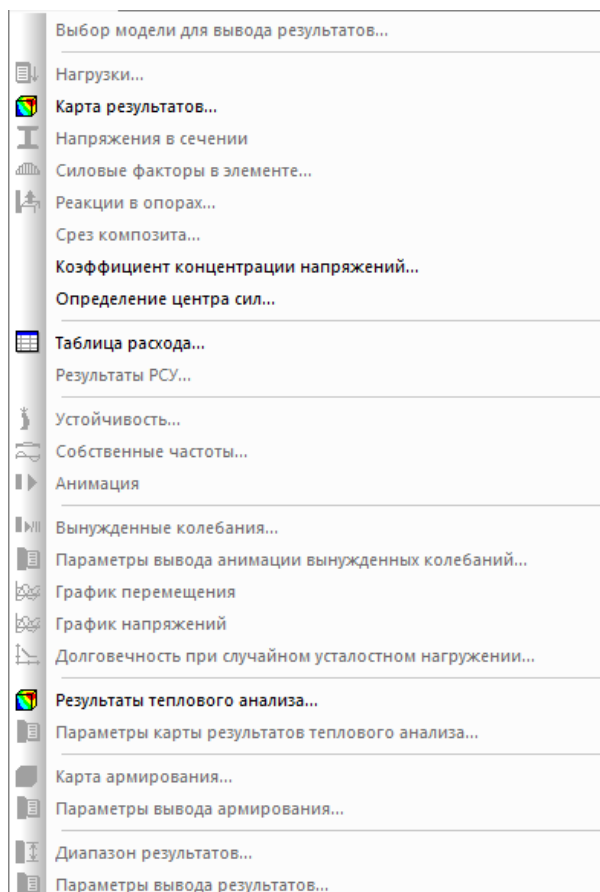 Выбор модели для вывода результатов...
Нагрузки...
Карта результатов...
Напряжения в сечении
Силовые факторы в элементе...
Реакции в опорах...
Срез композита...
Коэффициент концентрации напряжений...
Определение центра сил...
Таблица расхода...
Результаты РСУ...
Устойчивость...
Собственные частоты...
Анимация
Вынужденные колебания...
Параметры вывода анимации вынужденных колебаний...
График перемещения
График напряжений
Долговечность при случайном усталостном нагружении...
Результаты теплового анализа...
Параметры карты результатов теплового анализа...
Карта армирования...
Параметры вывода армирования...
Диапазон результатов...
Параметры вывода результатов...